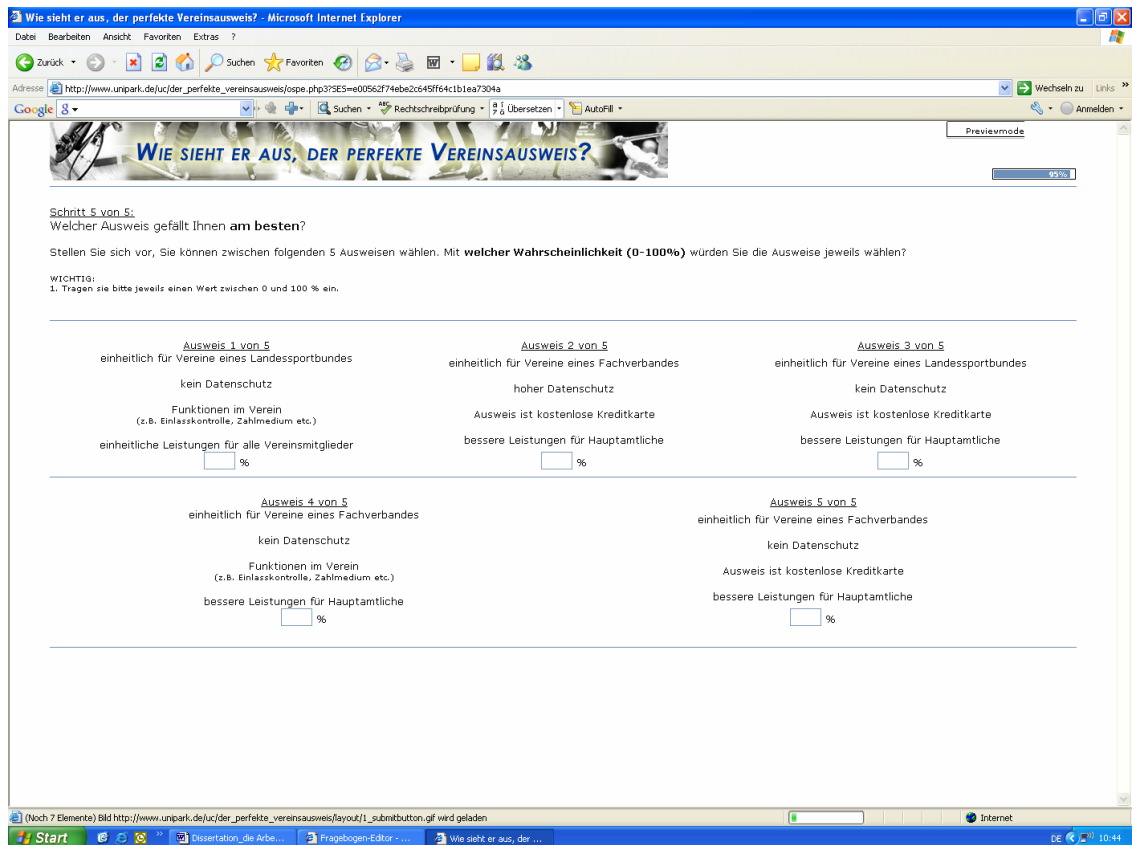 Wie sieht er aus, der perfekte Vereinsausweis? - Microsoft Internet Explorer
Datei Bearbeiten Ansicht Favoriten Extras ?
Zurück Suchen Favoriten
Adresse http://www.unipark.de/uc/der_perfekte_vereinsausweis/ospe.php3?SES=e00562f74ebe2c645ff64c1b1ea7304a Wechseln zu Links »
Google Suchen Rechtschreibprüfung Übersetzen AutoFill Anmelden
WIE SIEHT ER AUS, DER PERFEKTE VEREINSAUSWEIS?
Previewmode
95%
Schritt 5 von 5:
Welcher Ausweis gefällt Ihnen am besten?
Stellen Sie sich vor, Sie können zwischen folgenden 5 Ausweisen wählen. Mit welcher Wahrscheinlichkeit (0-100%) würden Sie die Ausweise jeweils wählen?
WICHTIG:
1. Tragen sie bitte jeweils einen Wert zwischen 0 und 100 % ein.
Ausweis 1 von 5
einheitlich für Vereine eines Landessportbundes
kein Datenschutz
Funktionen im Verein
(z.B. Einlasskontrolle, Zahlmedium etc.)
einheitliche Leistungen für alle Vereinsmitglieder
%
Ausweis 2 von 5
einheitlich für Vereine eines Fachverbandes
hoher Datenschutz
Ausweis ist kostenlose Kreditkarte
bessere Leistungen für Hauptamtliche
%
Ausweis 3 von 5
einheitlich für Vereine eines Landessportbundes
kein Datenschutz
Ausweis ist kostenlose Kreditkarte
bessere Leistungen für Hauptamtliche
%
Ausweis 4 von 5
einheitlich für Vereine eines Fachverbandes
kein Datenschutz
Funktionen im Verein
(z.B. Einlasskontrolle, Zahlmedium etc.)
bessere Leistungen für Hauptamtliche
%
Ausweis 5 von 5
einheitlich für Vereine eines Fachverbandes
kein Datenschutz
Ausweis ist kostenlose Kreditkarte
bessere Leistungen für Hauptamtliche
%
(Noch 7 Elemente) Bild http://www.unipark.de/uc/der_perfekte_vereinsausweis/layout/1_submitbutton.gif wird geladen Internet
Start » Dissertation_die Arbe... Fragebogen-Editor - ... Wie sieht er aus, der ... DE 10:44